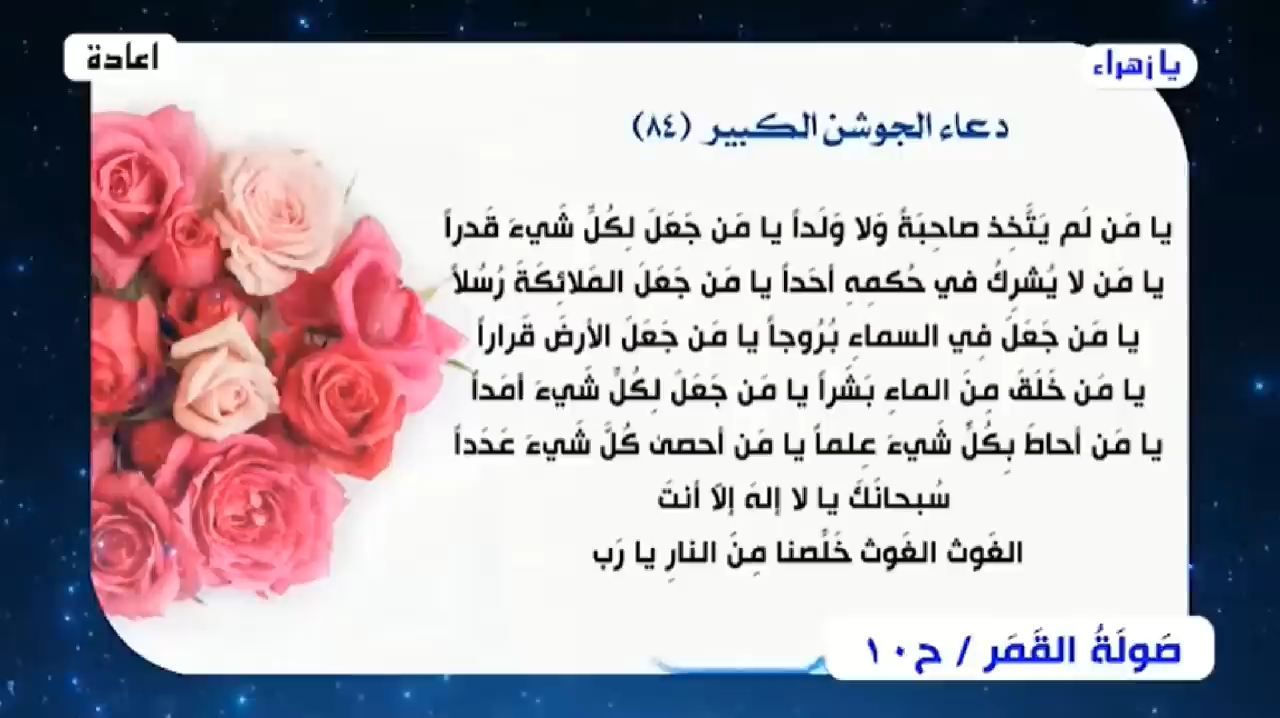 يا زهراء
اعادة
دعاء الجوشن الكبير (٨٤)
يا مَن لَم يَتَّخِذ صاحِبَةً وَلا وَلَداً يا مَن جَعَلَ لِكُلِّ شَيءَ قَدراً
يا مَن لا يُشرِكُ في حُكمِهِ أحَداً يا مَن جَعَلَ المَلائِكَةَ رُسُلاً
يا مَن جَعَلَ فِي السماءِ بُرُوجاً يا مَن جَعَلَ الأرضَ قَراراً
يا مَن خَلَقَ مِنَ الماءِ بَشَراً يا مَن جَعَلَ لِكُلِّ شَيءَ أمَداً
يا مَن أحاطَ بِكُلِّ شَيءَ عِلماً يا مَن أحصى كُلَّ شَيءَ عَدَداً
سُبحانَكَ يا لا إلهَ إلاّ أنتَ
الغَوث الغَوث خَلِّصنا مِنَ النارِ يا رَب
صَولَةُ القَمَر / ح١٠